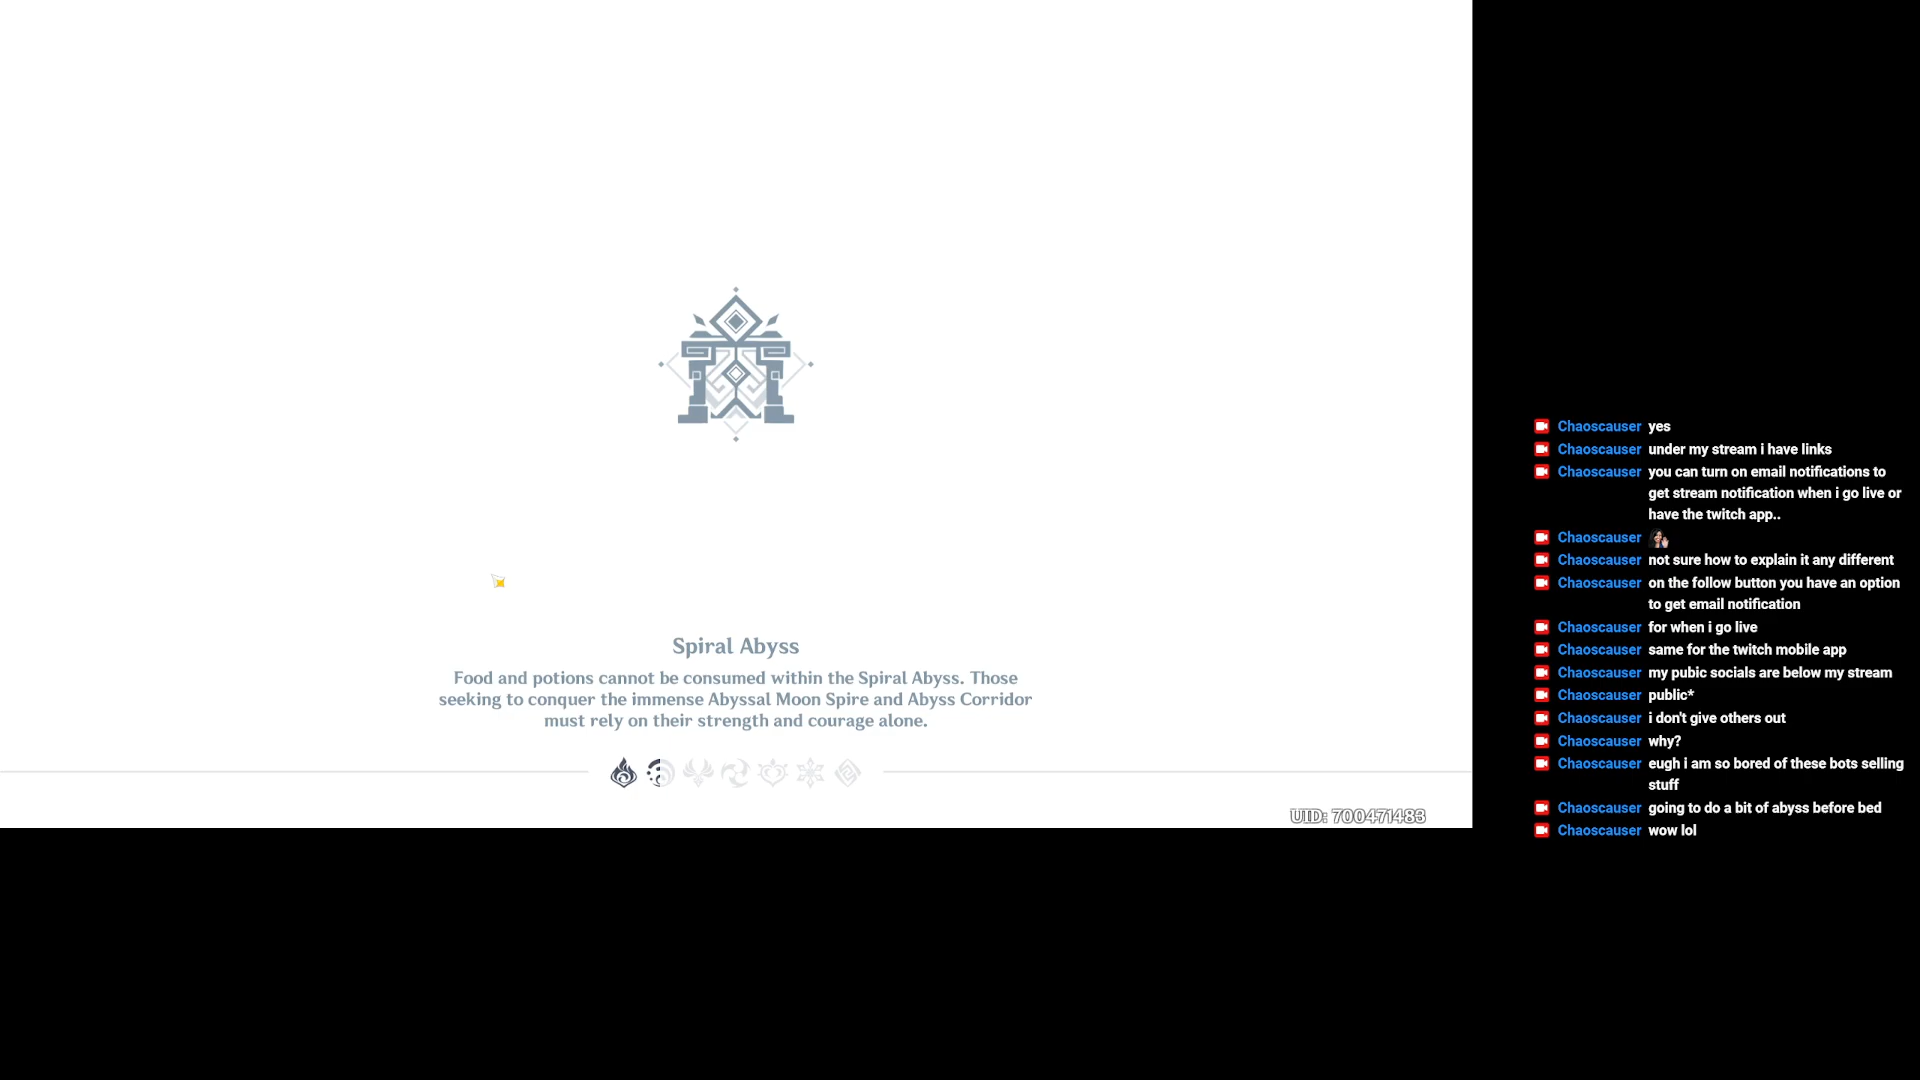 Spiral Abyss
Food and potions cannot be consumed within the Spiral Abyss. Those
seeking to conquer the immense Abyssal Moon Spire and Abyss Corridor
must rely on their strength and courage alone.
UID: 700471483
Chaoscauser yes
Chaoscauser under my stream i have links
Chaoscauser you can turn on email notifications to
get stream notification when i go live or
have the twitch app..
Chaoscauser
Chaoscauser not sure how to explain it any different
Chaoscauser on the follow button you have an option
to get email notification
Chaoscauser for when i go live
Chaoscauser same for the twitch mobile app
Chaoscauser my pubic socials are below my stream
Chaoscauser public*
Chaoscauser i don't give others out
Chaoscauser why?
Chaoscauser eugh i am so bored of these bots selling
stuff
Chaoscauser going to do a bit of abyss before bed
Chaoscauser wow lol